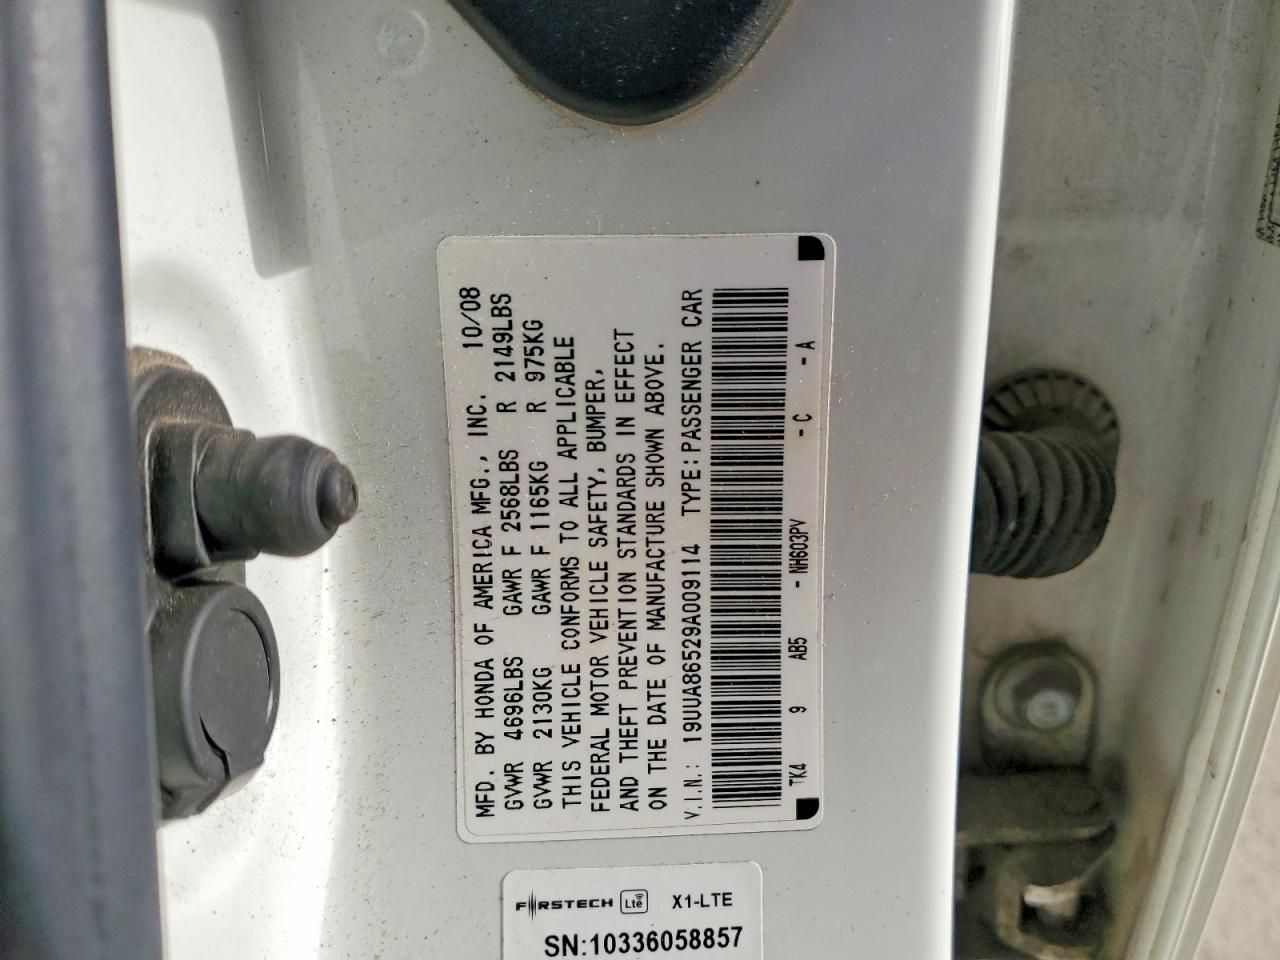 MFD. BY HONDA OF AMERICA MFG., INC. 10/08
GVWR 4696LBS GAWR F 2568LBS R 2149LBS
GVWR 2130KG GAWR F 1165KG R 975KG
THIS VEHICLE CONFORMS TO ALL APPLICABLE
FEDERAL MOTOR VEHICLE SAFETY, BUMPER,
AND THEFT PREVENTION STANDARDS IN EFFECT
ON THE DATE OF MANUFACTURE SHOWN ABOVE.
V.I.N.: 19UUA86529A009114 TYPE:PASSENGER CAR
TK4 9 AB5 - NH603PV - C - A
FIRSTECH Lte X1-LTE
SN:10336058857